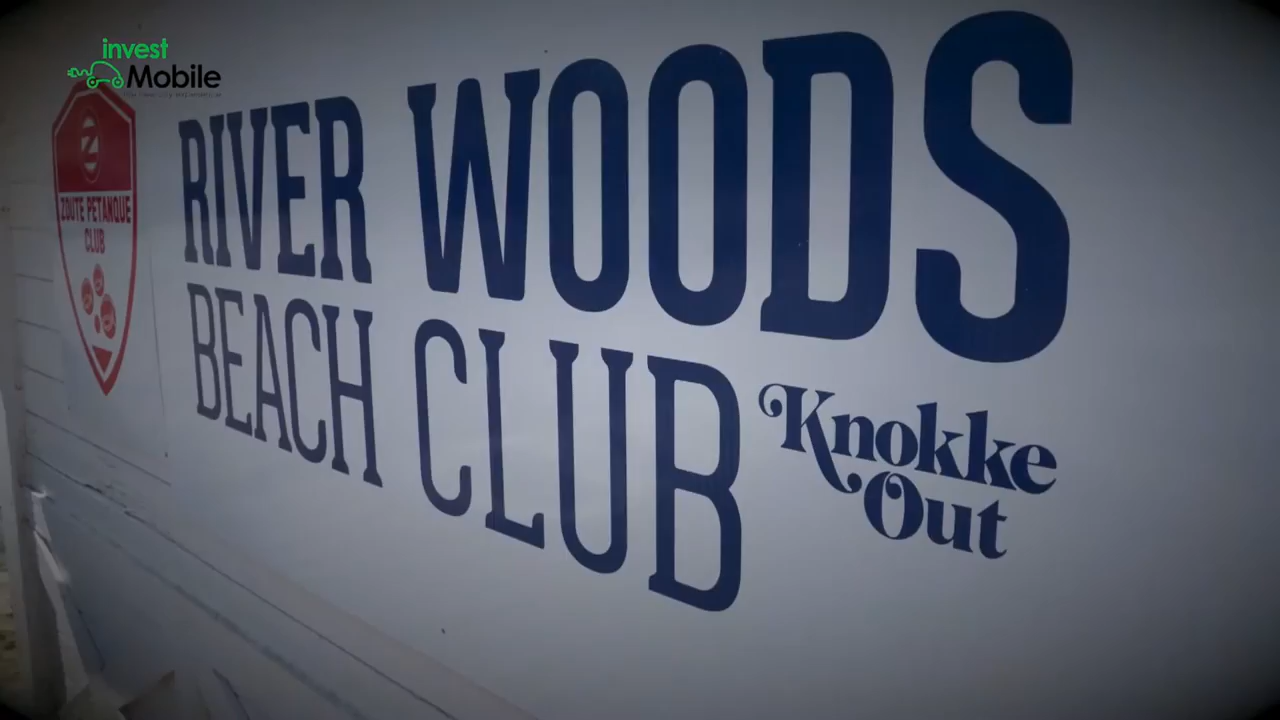 invest
Mobile
ZOUTE PETANQUE
CLUB
RIVER WOODS
BEACH CLUB
Knokke
Out